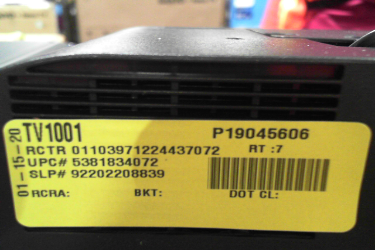 01-15-20
TV1001 P19045606
RCTR 01103971224437072 RT :7
UPC# 5381834072
SLP# 92202208839
RCRA: BKT: DOT CL: